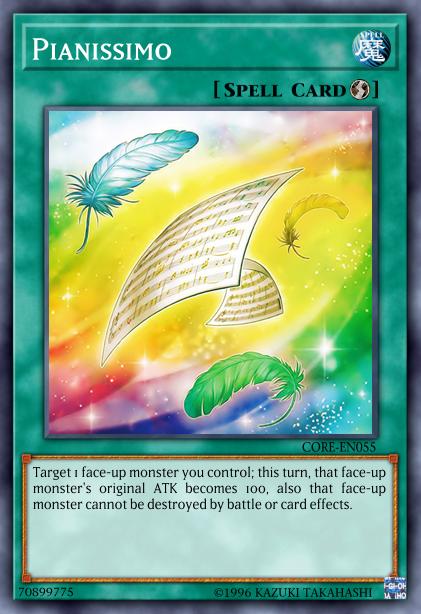 Pianissimo
魔
[Spell Card]
CORE-EN055
Target 1 face-up monster you control; this turn, that face-up
monster's original ATK becomes 100, also that face-up
monster cannot be destroyed by battle or card effects.
70899775
©1996 KAZUKI TAKAHASHI